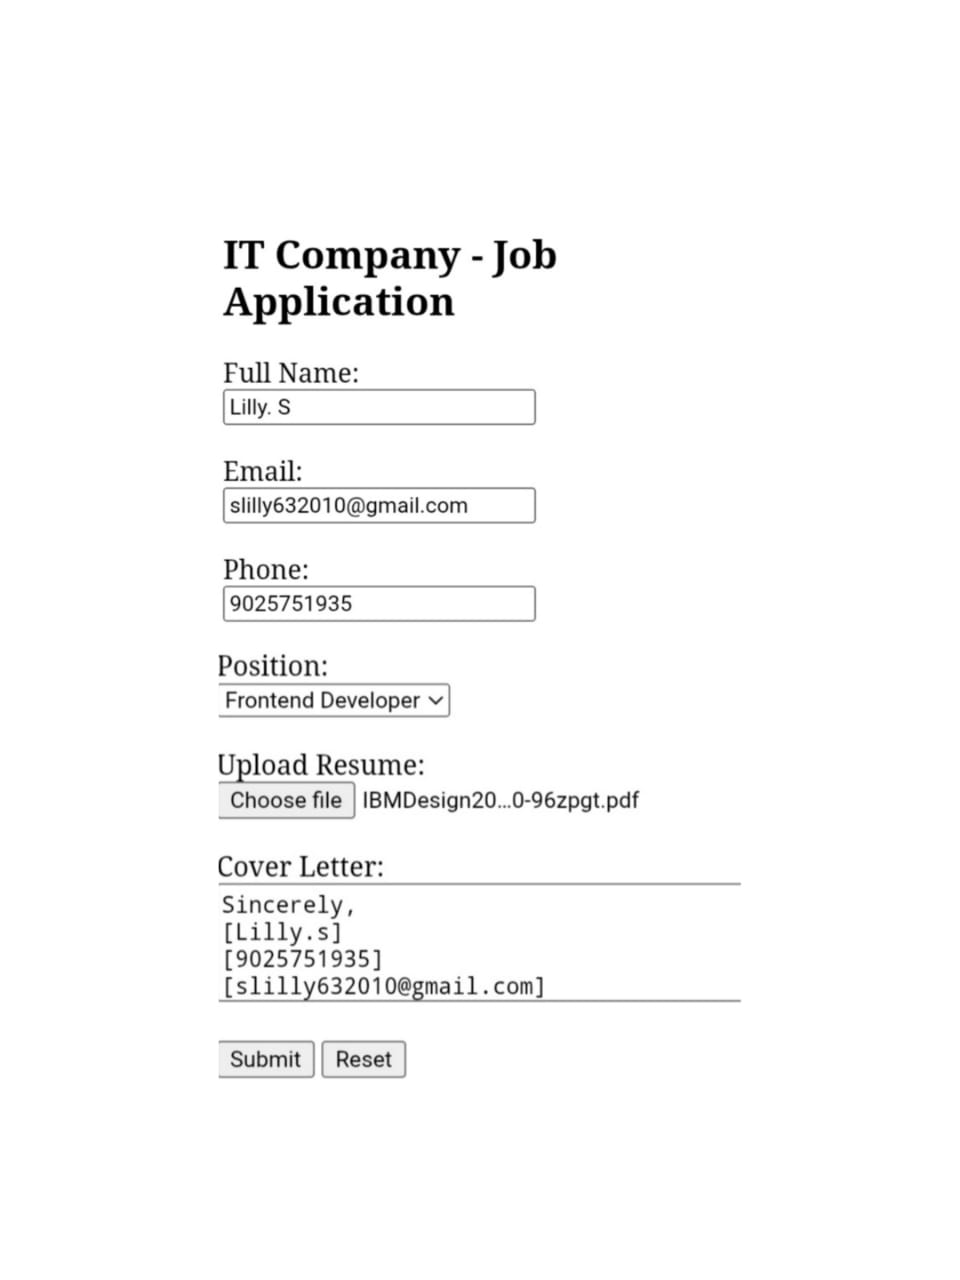 IT Company - Job
Application
Full Name:
Lilly. S
Email:
slilly632010@gmail.com
Phone:
9025751935
Position:
Frontend Developer
Upload Resume:
Choose file IBMDesign20...0-96zpgt.pdf
Cover Letter:
Sincerely,
[Lilly.s]
[9025751935]
[slilly632010@gmail.com]
Submit Reset